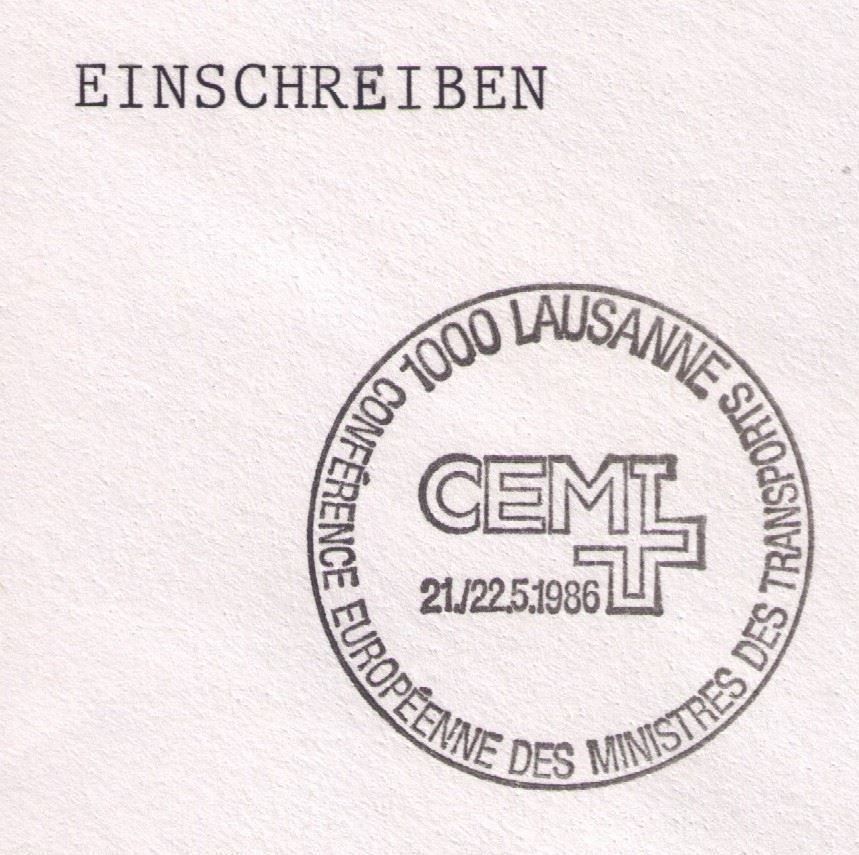 EINSCHREIBEN
1000 LAUSANNE
CEMT
21./22.5.1986
CONFÉRENCE EUROPÉENNE DES MINISTRES DES TRANSPORTS